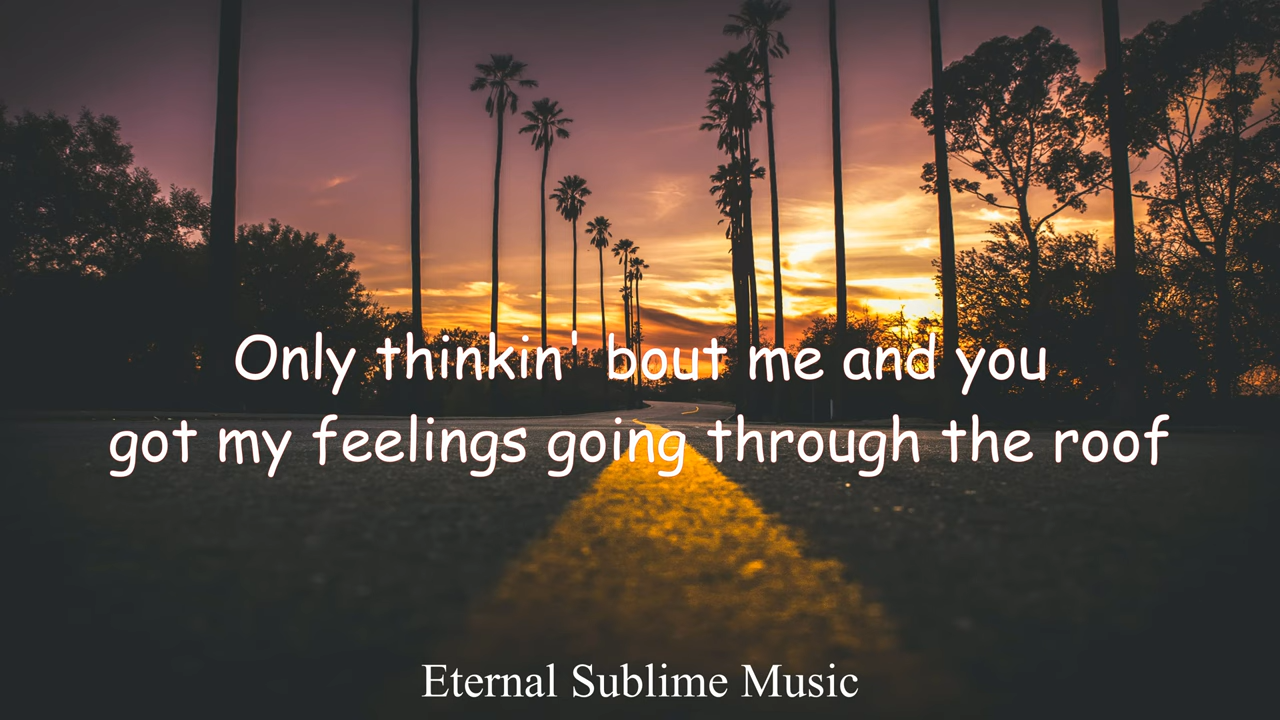 Only thinkin' bout me and you
got my feelings going through the roof
Eternal Sublime Music